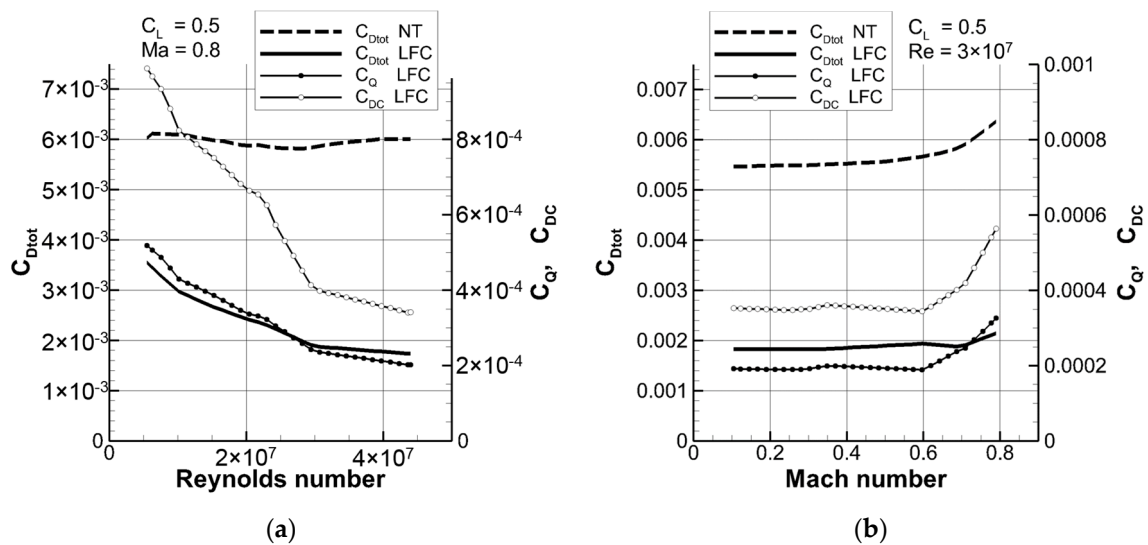 C_L = 0.5
Ma = 0.8
C_Dtot NT
C_Dtot LFC
C_Q LFC
C_DC LFC
7×10⁻³
6×10⁻³
5×10⁻³
4×10⁻³
3×10⁻³
2×10⁻³
1×10⁻³
0
C_Dtot
8×10⁻⁴
6×10⁻⁴
4×10⁻⁴
2×10⁻⁴
0
C_Q, C_DC
0 2×10⁷ 4×10⁷
Reynolds number
(a)
C_Dtot NT
C_Dtot LFC
C_Q LFC
C_DC LFC
C_L = 0.5
Re = 3×10⁷
0.007
0.006
0.005
0.004
0.003
0.002
0.001
0.000
C_Dtot
0.001
0.0008
0.0006
0.0004
0.0002
0
C_Q, C_DC
0.2 0.4 0.6 0.8
Mach number
(b)